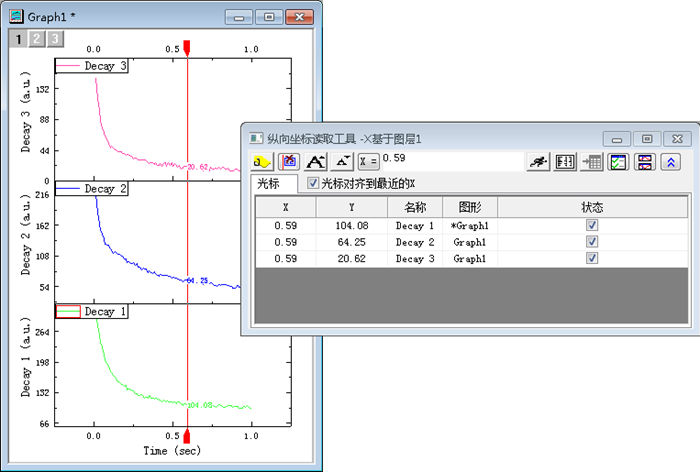 Graph1 *
1 2 3
0.0 0.5 1.0
Decay 3
Decay 3 (a.u.)
132
88
44
0
20.62
Decay 2
Decay 2 (a.u.)
216
162
108
54
64.25
Decay 1
Decay 1 (a.u.)
264
198
132
66
104.08
0.0 0.5 1.0
Time (sec)
纵向坐标读取工具 -X基于图层1
A A X = 0.59
光标 光标对齐到最近的X
X Y 名称 图形 状态
0.59 104.08 Decay 1 *Graph1
0.59 64.25 Decay 2 Graph1
0.59 20.62 Decay 3 Graph1